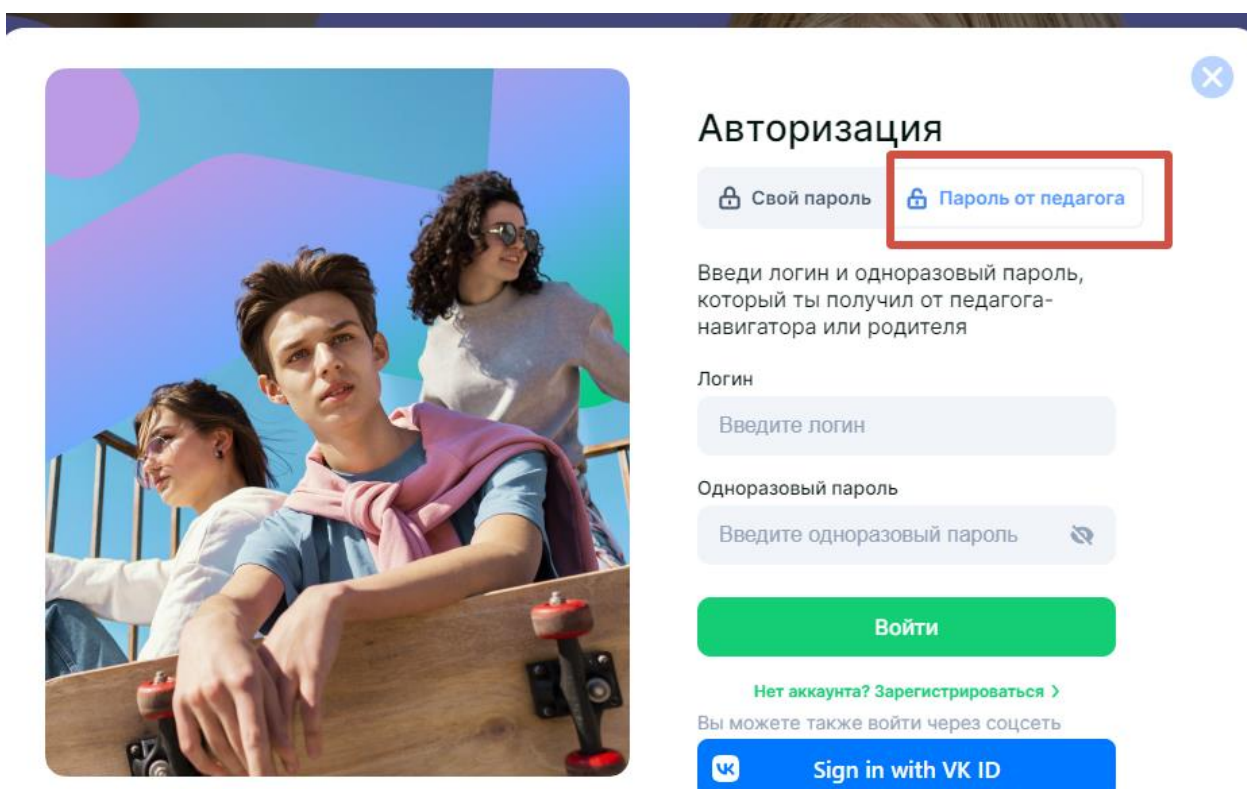 Авторизация
Свой пароль
Пароль от педагога
Введи логин и одноразовый пароль,
который ты получил от педагога-
навигатора или родителя
Логин
Введите логин
Одноразовый пароль
Введите одноразовый пароль
Войти
Нет аккаунта? Зарегистрироваться >
Вы можете также войти через соцсеть
Sign in with VK ID